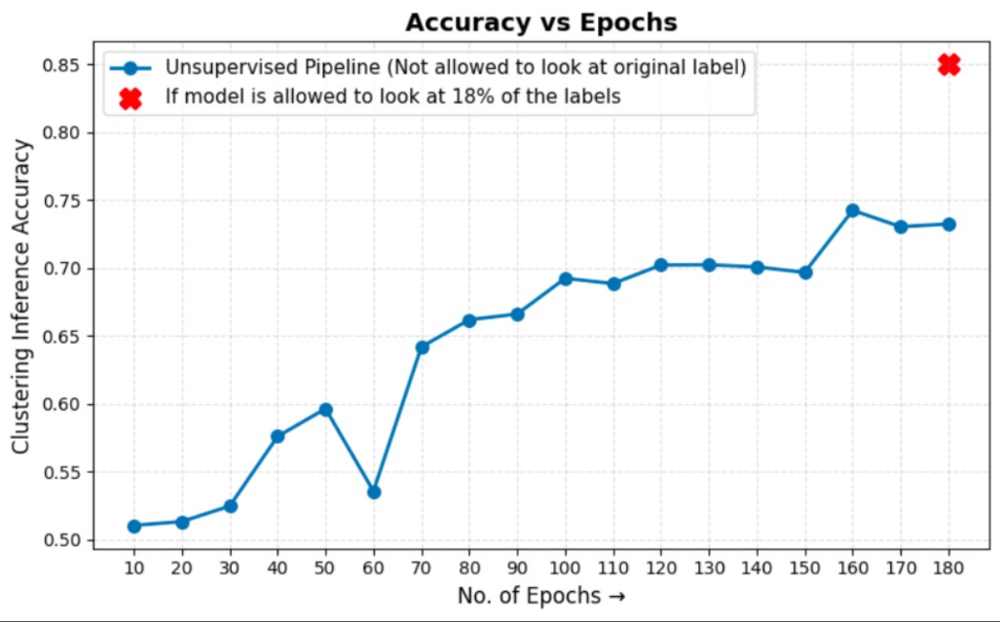 Accuracy vs Epochs
Unsupervised Pipeline (Not allowed to look at original label)
If model is allowed to look at 18% of the labels
Clustering Inference Accuracy
0.85
0.80
0.75
0.70
0.65
0.60
0.55
0.50
10 20 30 40 50 60 70 80 90 100 110 120 130 140 150 160 170 180
No. of Epochs →